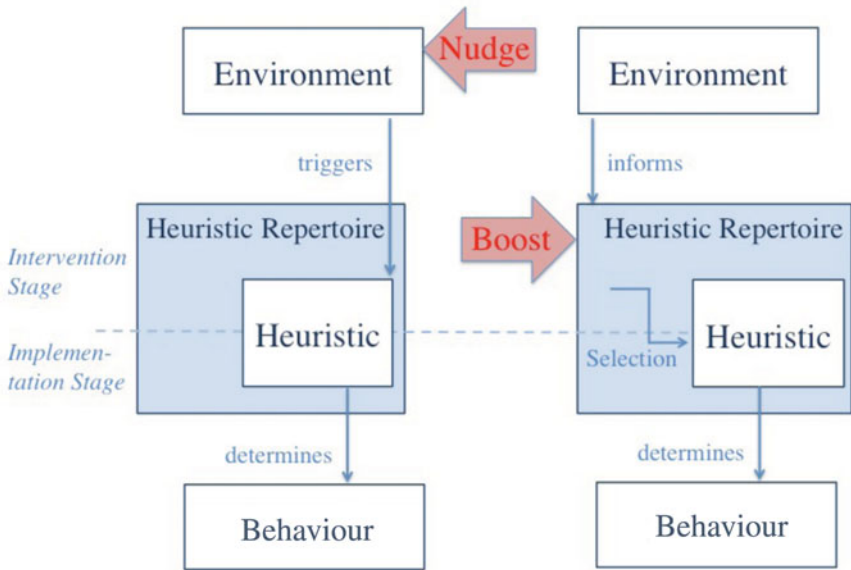 Nudge
Environment
Environment
triggers
informs
Heuristic Repertoire
Boost
Heuristic Repertoire
Intervention
Stage
Heuristic
Heuristic
Selection
Implemen-
tation Stage
determines
determines
Behaviour
Behaviour